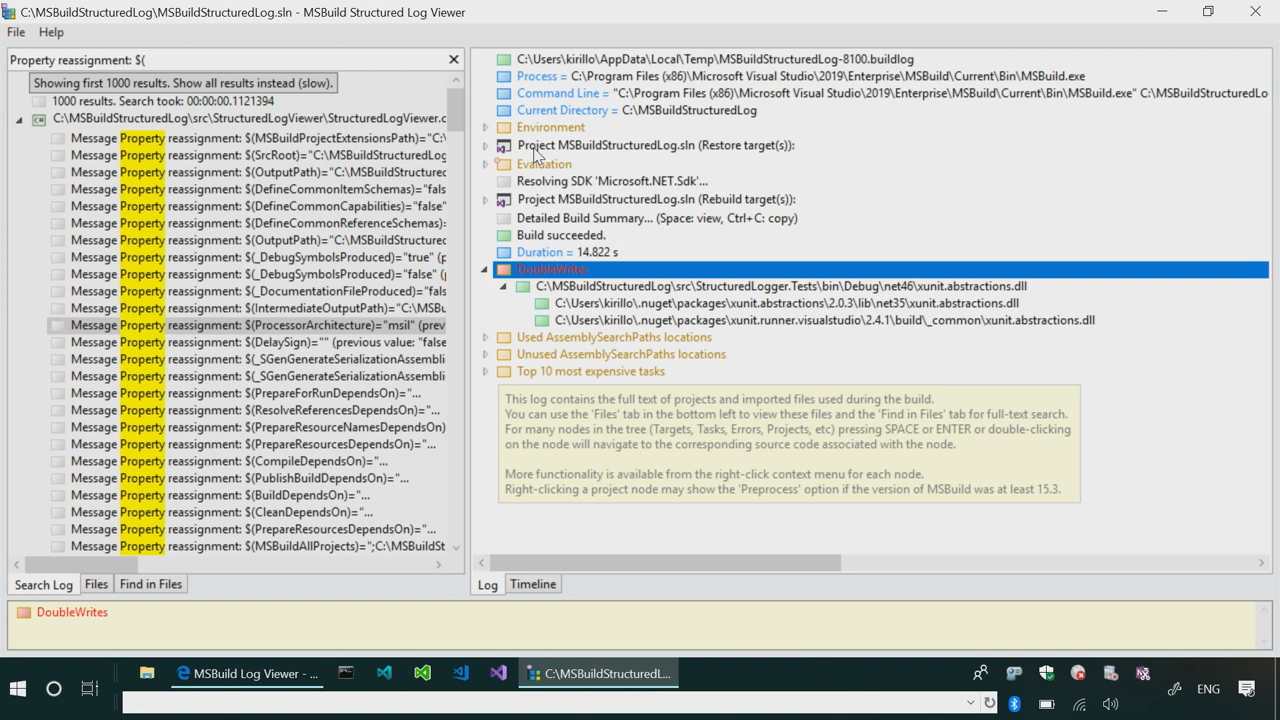 C:\MSBuildStructuredLog\MSBuildStructuredLog.sln - MSBuild Structured Log Viewer
File Help
Property reassignment: $(
Showing first 1000 results. Show all results instead (slow).
1000 results. Search took: 00:00:00.1121394
C:\MSBuildStructuredLog\src\StructuredLogViewer\StructuredLogViewer.c
Message Property reassignment: $(MSBuildProjectExtensionsPath)="C:\
Message Property reassignment: $(SrcRoot)="C:\MSBuildStructuredLog
Message Property reassignment: $(OutputPath)="C:\MSBuildStructured
Message Property reassignment: $(DefineCommonItemSchemas)="fals
Message Property reassignment: $(DefineCommonCapabilities)="false"
Message Property reassignment: $(DefineCommonReferenceSchemas):
Message Property reassignment: $(OutputPath)="C:\MSBuildStructured
Message Property reassignment: $(_DebugSymbolsProduced)="true" (p
Message Property reassignment: $(_DebugSymbolsProduced)="false" (
Message Property reassignment: $(_DocumentationFileProduced)="fals
Message Property reassignment: $(IntermediateOutputPath)="C:\MSBu
Message Property reassignment: $(ProcessorArchitecture)="msil" (prev
Message Property reassignment: $(DelaySign)="" (previous value: "false
Message Property reassignment: $(_SGenGenerateSerializationAssembli
Message Property reassignment: $(_SGenGenerateSerializationAssembli
Message Property reassignment: $(PrepareForRunDependsOn)="...
Message Property reassignment: $(ResolveReferencesDependsOn)="...
Message Property reassignment: $(PrepareResourceNamesDependsOn)
Message Property reassignment: $(PrepareResourcesDependsOn)="...
Message Property reassignment: $(CompileDependsOn)="...
Message Property reassignment: $(PublishBuildDependsOn)="...
Message Property reassignment: $(BuildDependsOn)="...
Message Property reassignment: $(CleanDependsOn)="...
Message Property reassignment: $(PrepareResourcesDependsOn)="...
Message Property reassignment: $(MSBuildAllProjects)=";C:\MSBuildSt
Search Log Files Find in Files
C:\Users\kirillo\AppData\Local\Temp\MSBuildStructuredLog-8100.buildlog
Process = C:\Program Files (x86)\Microsoft Visual Studio\2019\Enterprise\MSBuild\Current\Bin\MSBuild.exe
Command Line = "C:\Program Files (x86)\Microsoft Visual Studio\2019\Enterprise\MSBuild\Current\Bin\MSBuild.exe" C:\MSBuildStructuredLo
Current Directory = C:\MSBuildStructuredLog
Environment
Project MSBuildStructuredLog.sln (Restore target(s)):
Evaluation
Resolving SDK 'Microsoft.NET.Sdk'...
Project MSBuildStructuredLog.sln (Rebuild target(s)):
Detailed Build Summary... (Space: view, Ctrl+C: copy)
Build succeeded.
Duration = 14.822 s
DoubleWrites
C:\MSBuildStructuredLog\src\StructuredLogger.Tests\bin\Debug\net46\xunit.abstractions.dll
C:\Users\kirillo\.nuget\packages\xunit.abstractions\2.0.3\lib\net35\xunit.abstractions.dll
C:\Users\kirillo\.nuget\packages\xunit.runner.visualstudio\2.4.1\build\_common\xunit.abstractions.dll
Used AssemblySearchPaths locations
Unused AssemblySearchPaths locations
Top 10 most expensive tasks
This log contains the full text of projects and imported files used during the build.
You can use the 'Files' tab in the bottom left to view these files and the 'Find in Files' tab for full-text search.
For many nodes in the tree (Targets, Tasks, Errors, Projects, etc) pressing SPACE or ENTER or double-clicking
on the node will navigate to the corresponding source code associated with the node.
More functionality is available from the right-click context menu for each node.
Right-clicking a project node may show the 'Preprocess' option if the version of MSBuild was at least 15.3.
Log Timeline
DoubleWrites
MSBuild Log Viewer - ...
C:\MSBuildStructuredL...
ENG